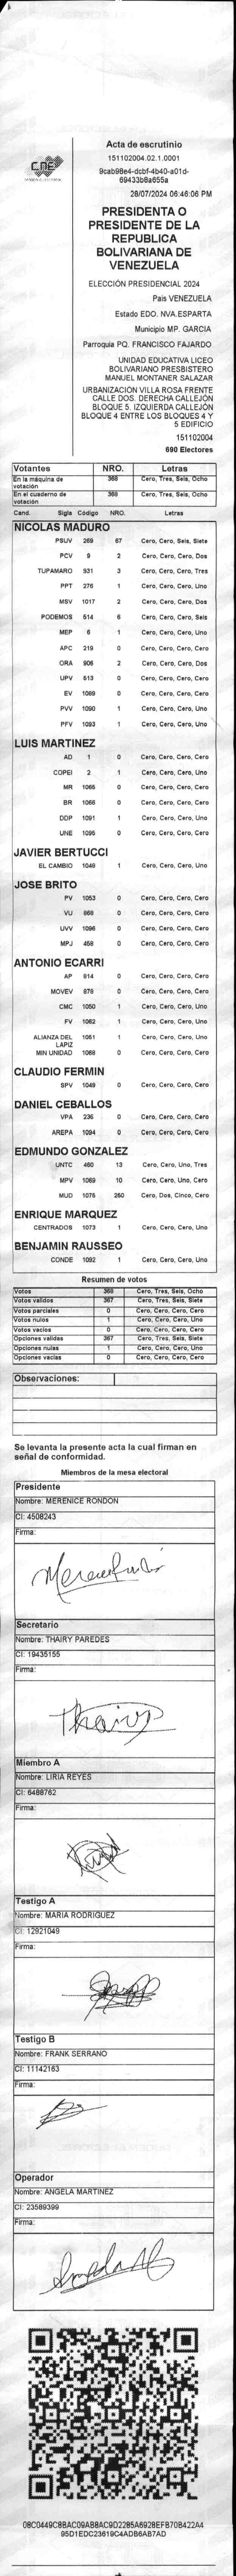 CNE
Acta de escrutinio
151102004.02.1.0001
9cab98e4-dcbf-4b40-a01d-
69433b8a655a
28/07/2024 06:46:06 PM
PRESIDENTA O
PRESIDENTE DE LA
REPUBLICA
BOLIVARIANA DE
VENEZUELA
ELECCIÓN PRESIDENCIAL 2024
Pais VENEZUELA
Estado EDO. NVA.ESPARTA
Municipio MP. GARCIA
Parroquia PQ. FRANCISCO FAJARDO
UNIDAD EDUCATIVA LICEO
BOLIVARIANO PRESBISTERO
MANUEL MONTANER SALAZAR
URBANIZACIÓN VILLA ROSA FRENTE
CALLE DOS. DERECHA CALLEJÓN
BLOQUE 5. IZQUIERDA CALLEJÓN
BLOQUE 4 ENTRE LOS BLOQUES 4 Y
5 EDIFICIO
151102004
690 Electores
Votantes NRO. Letras
En la máquina de votación 368 Cero, Tres, Seis, Ocho
En el cuaderno de votación 368 Cero, Tres, Seis, Ocho
Cand. Sigla Código NRO. Letras
NICOLAS MADURO
PSUV 269 67 Cero, Cero, Seis, Siete
PCV 9 2 Cero, Cero, Cero, Dos
TUPAMARO 931 3 Cero, Cero, Cero, Tres
PPT 276 1 Cero, Cero, Cero, Uno
MSV 1017 2 Cero, Cero, Cero, Dos
PODEMOS 514 6 Cero, Cero, Cero, Seis
MEP 6 1 Cero, Cero, Cero, Uno
APC 219 0 Cero, Cero, Cero, Cero
ORA 906 2 Cero, Cero, Cero, Dos
UPV 513 0 Cero, Cero, Cero, Cero
EV 1089 0 Cero, Cero, Cero, Cero
PVV 1090 1 Cero, Cero, Cero, Uno
PFV 1093 1 Cero, Cero, Cero, Uno
LUIS MARTINEZ
AD 1 0 Cero, Cero, Cero, Cero
COPEI 2 1 Cero, Cero, Cero, Uno
MR 1065 0 Cero, Cero, Cero, Cero
BR 1066 0 Cero, Cero, Cero, Cero
DDP 1091 1 Cero, Cero, Cero, Uno
UNE 1095 0 Cero, Cero, Cero, Cero
JAVIER BERTUCCI
EL CAMBIO 1048 1 Cero, Cero, Cero, Uno
JOSE BRITO
PV 1053 0 Cero, Cero, Cero, Cero
VU 868 0 Cero, Cero, Cero, Cero
UVV 1096 0 Cero, Cero, Cero, Cero
MPJ 458 0 Cero, Cero, Cero, Cero
ANTONIO ECARRI
AP 814 0 Cero, Cero, Cero, Cero
MOVEV 878 0 Cero, Cero, Cero, Cero
CMC 1050 1 Cero, Cero, Cero, Uno
FV 1062 1 Cero, Cero, Cero, Uno
ALIANZA DEL LAPIZ 1051 1 Cero, Cero, Cero, Uno
MIN UNIDAD 1068 0 Cero, Cero, Cero, Cero
CLAUDIO FERMIN
SPV 1049 0 Cero, Cero, Cero, Cero
DANIEL CEBALLOS
VPA 236 0 Cero, Cero, Cero, Cero
AREPA 1094 0 Cero, Cero, Cero, Cero
EDMUNDO GONZALEZ
UNTC 460 13 Cero, Cero, Uno, Tres
MPV 1069 10 Cero, Cero, Uno, Cero
MUD 1075 250 Cero, Dos, Cinco, Cero
ENRIQUE MARQUEZ
CENTRADOS 1073 1 Cero, Cero, Cero, Uno
BENJAMIN RAUSSEO
CONDE 1092 1 Cero, Cero, Cero, Uno
Resumen de votos
Votos 368 Cero, Tres, Seis, Ocho
Votos validos 367 Cero, Tres, Seis, Siete
Votos parciales 0 Cero, Cero, Cero, Cero
Votos nulos 1 Cero, Cero, Cero, Uno
Votos vacios 0 Cero, Cero, Cero, Cero
Opciones validas 367 Cero, Tres, Seis, Siete
Opciones nulas 1 Cero, Cero, Cero, Uno
Opciones vacias 0 Cero, Cero, Cero, Cero
Observaciones:
Se levanta la presente acta la cual firman en
señal de conformidad.
Miembros de la mesa electoral
Presidente
Nombre: MERENICE RONDON
CI: 4508243
Firma:
Secretario
Nombre: THAIRY PAREDES
CI: 19435155
Firma:
Thairy
Miembro A
Nombre: LIRIA REYES
CI: 6488762
Firma:
Testigo A
Nombre: MARIA RODRIGUEZ
CI: 12921049
Firma:
Testigo B
Nombre: FRANK SERRANO
CI: 11142163
Firma:
Operador
Nombre: ANGELA MARTINEZ
CI: 23589399
Firma:
08C0449C8BAC09AB8AC9D2285A6928EFB70B422A4
95D1EDC23619C4ADB6AB7AD